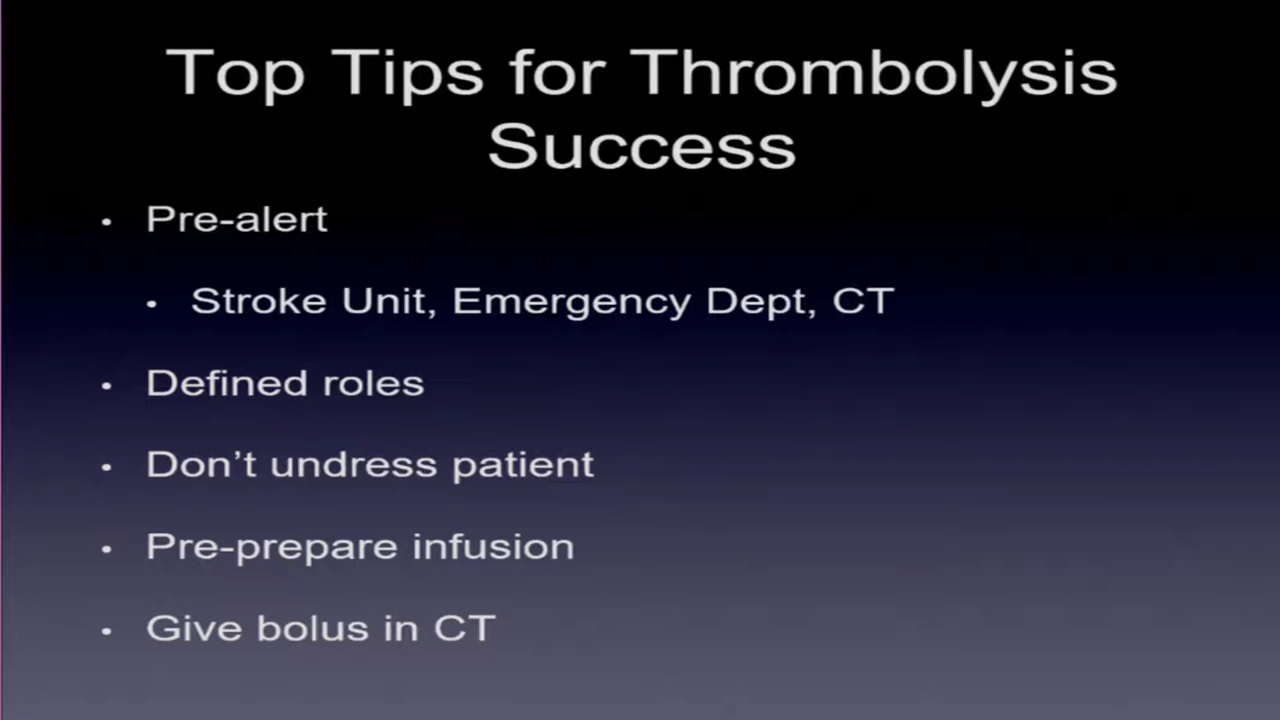 Top Tips for Thrombolysis
Success
• Pre-alert
• Stroke Unit, Emergency Dept, CT
• Defined roles
• Don’t undress patient
• Pre-prepare infusion
• Give bolus in CT